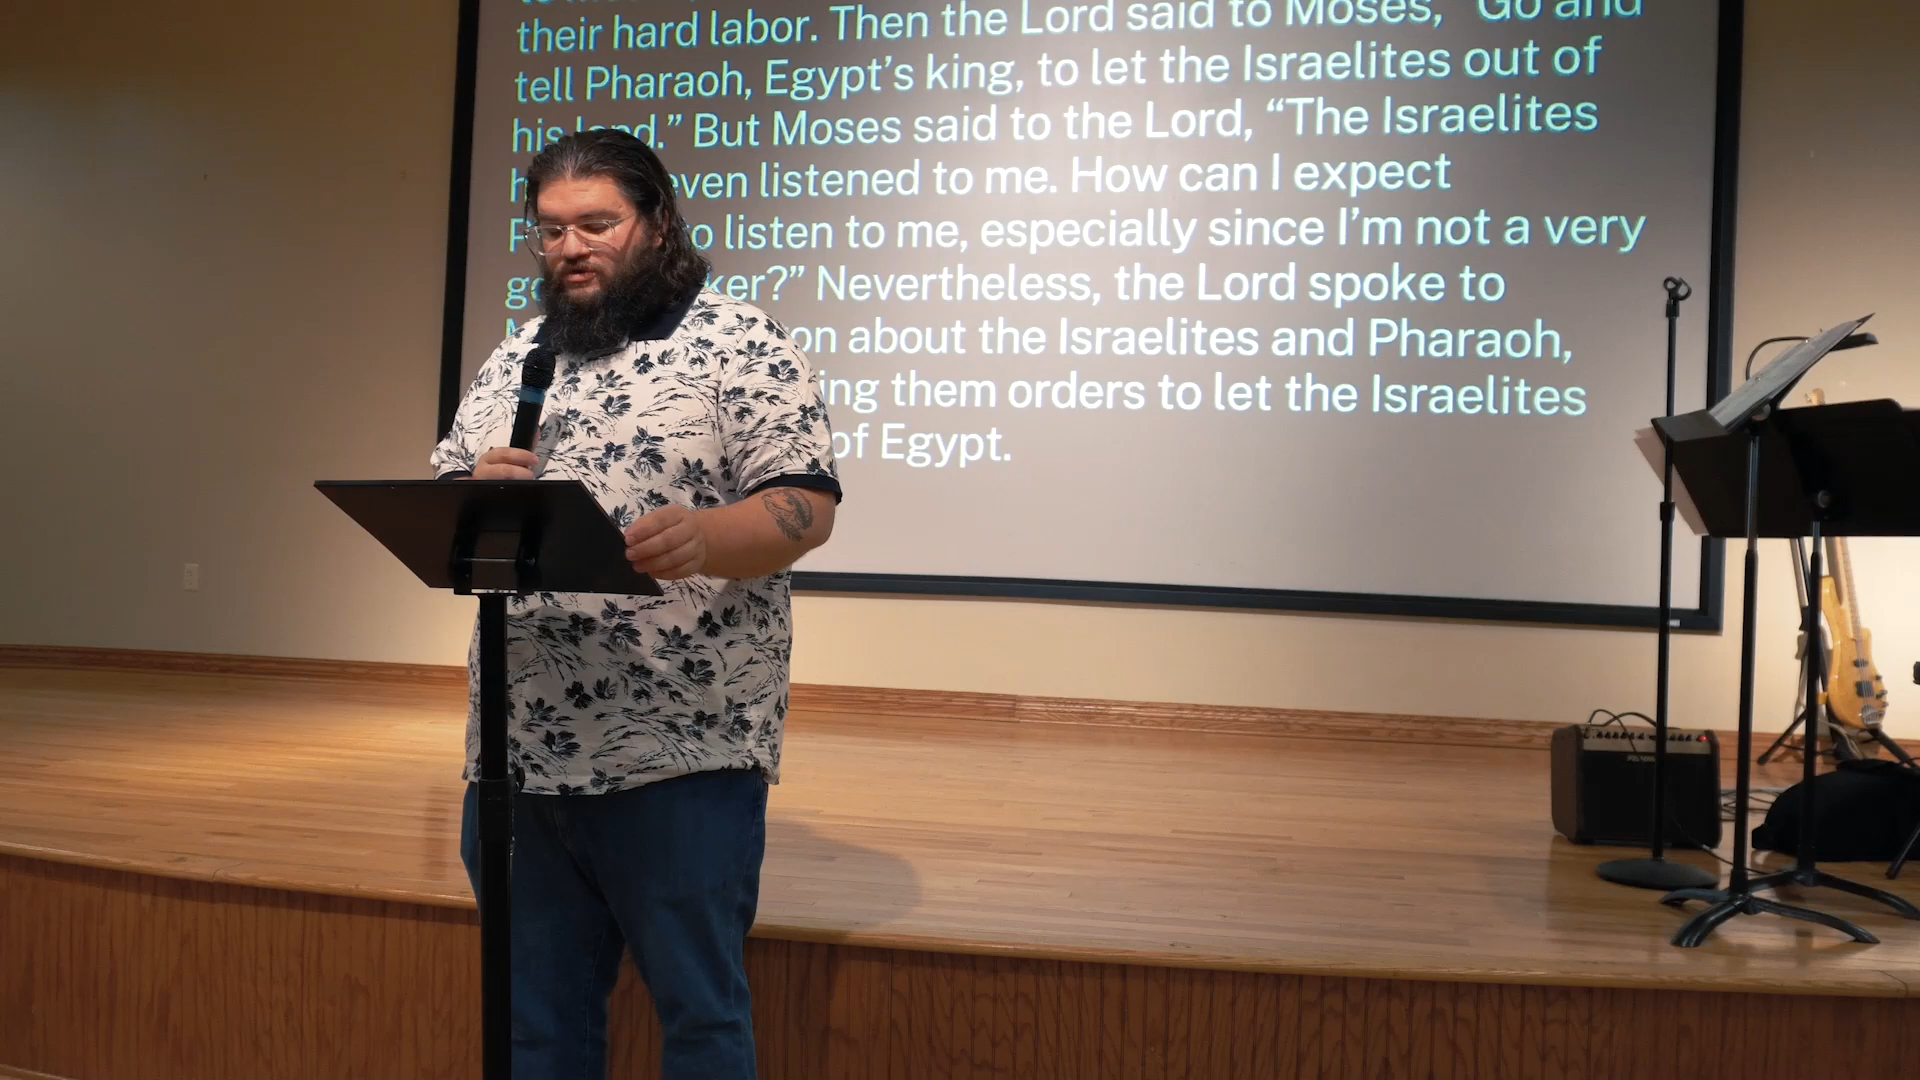 their hard labor. Then the Lord said to Moses, "Go and
tell Pharaoh, Egypt's king, to let the Israelites out of
his land." But Moses said to the Lord, "The Israelites
even listened to me. How can I expect
to listen to me, especially since I'm not a very
Nevertheless, the Lord spoke to
about the Israelites and Pharaoh,
them orders to let the Israelites
of Egypt.